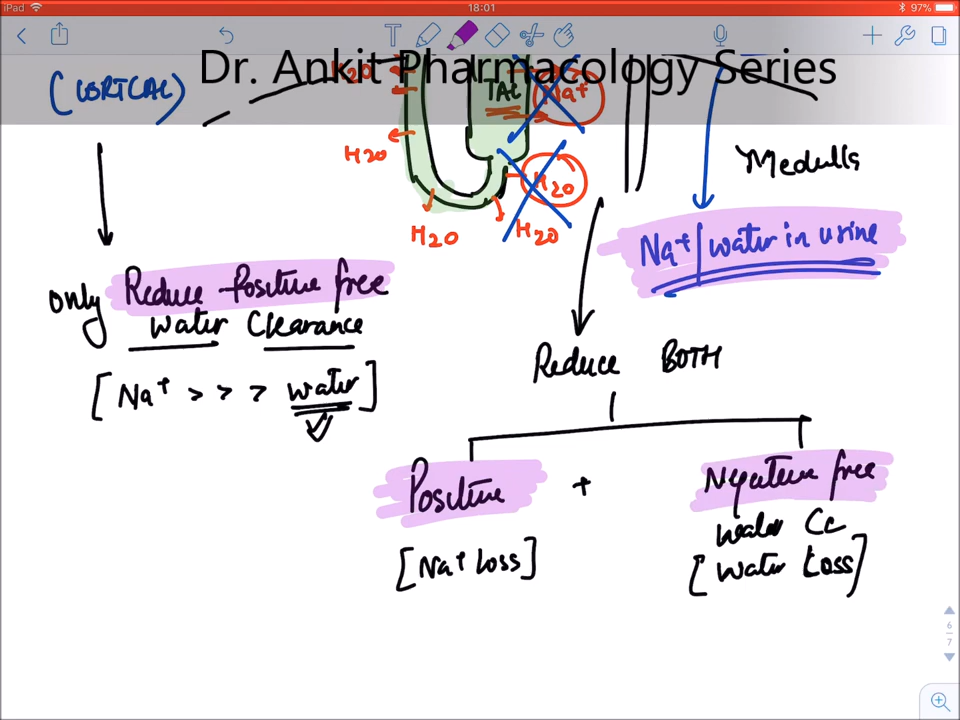 iPad 18:01 97%
Dr. Ankit Pharmacology Series
(CORTICAL)
H2O
TAL
Na+
H2O
H2O
H2O
H2O
Medulla
Na+/water in urine
only Reduce Positive free
water Clearance
[Na+ > > > water]
Reduce BOTH
Positive + Negative free
water Cc
[Na+ Loss]
[water Loss]
6
7